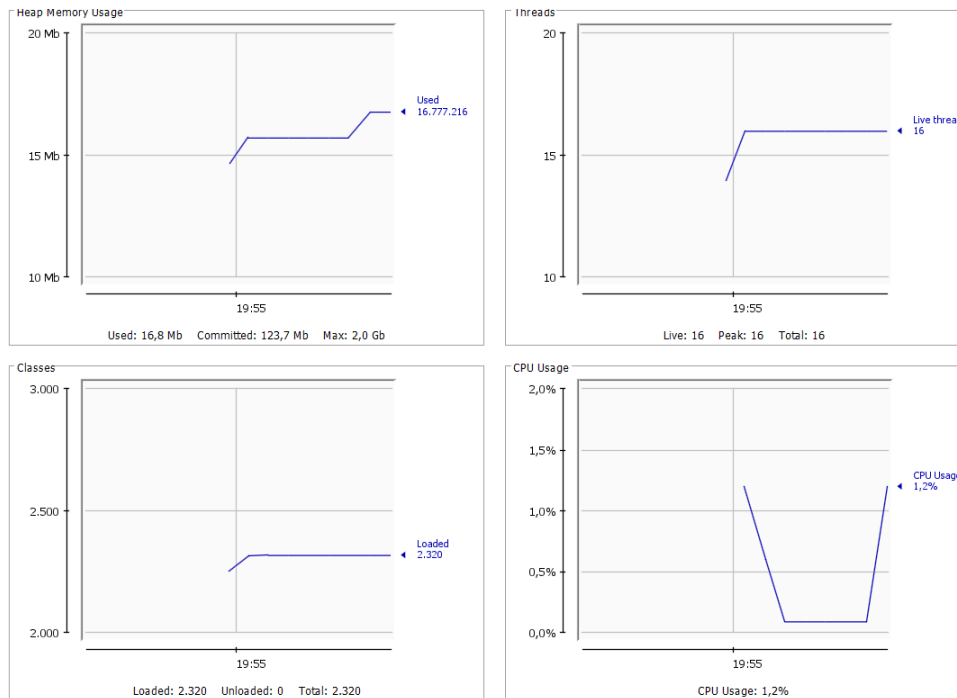 Heap Memory Usage
20 Mb
15 Mb
10 Mb
Used
16.777.216
19:55
Used: 16,8 Mb Committed: 123,7 Mb Max: 2,0 Gb
Threads
20
15
10
Live threa
16
19:55
Live: 16 Peak: 16 Total: 16
Classes
3.000
2.500
2.000
Loaded
2.320
19:55
Loaded: 2.320 Unloaded: 0 Total: 2.320
CPU Usage
2,0%
1,5%
1,0%
0,5%
0,0%
CPU Usage
1,2%
19:55
CPU Usage: 1,2%